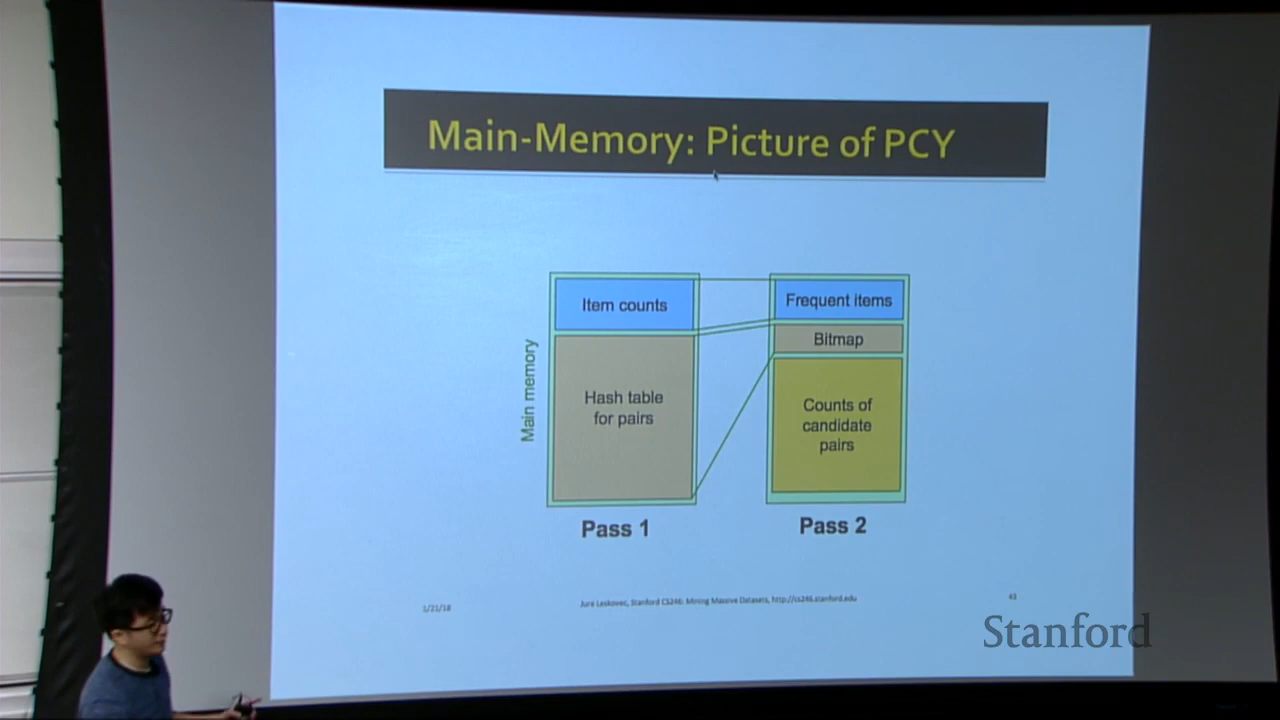 Main-Memory: Picture of PCY
Main memory
Item counts
Hash table
for pairs
Pass 1
Frequent items
Bitmap
Counts of
candidate
pairs
Pass 2
1/21/18
Jure Leskovec, Stanford CS246: Mining Massive Datasets, http://cs246.stanford.edu
43
Stanford